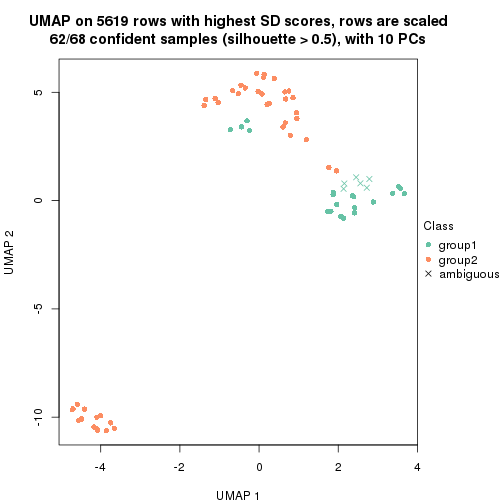 UMAP on 5619 rows with highest SD scores, rows are scaled
62/68 confident samples (silhouette > 0.5), with 10 PCs
5
0
-5
-10
UMAP 2
-4
-2
0
2
4
UMAP 1
Class
group1
group2
ambiguous